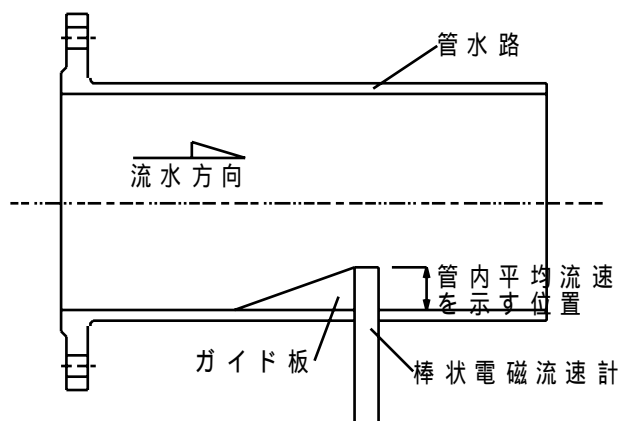 管水路
流水方向
管内平均流速
を示す位置
ガイド板
棒状電磁流速計